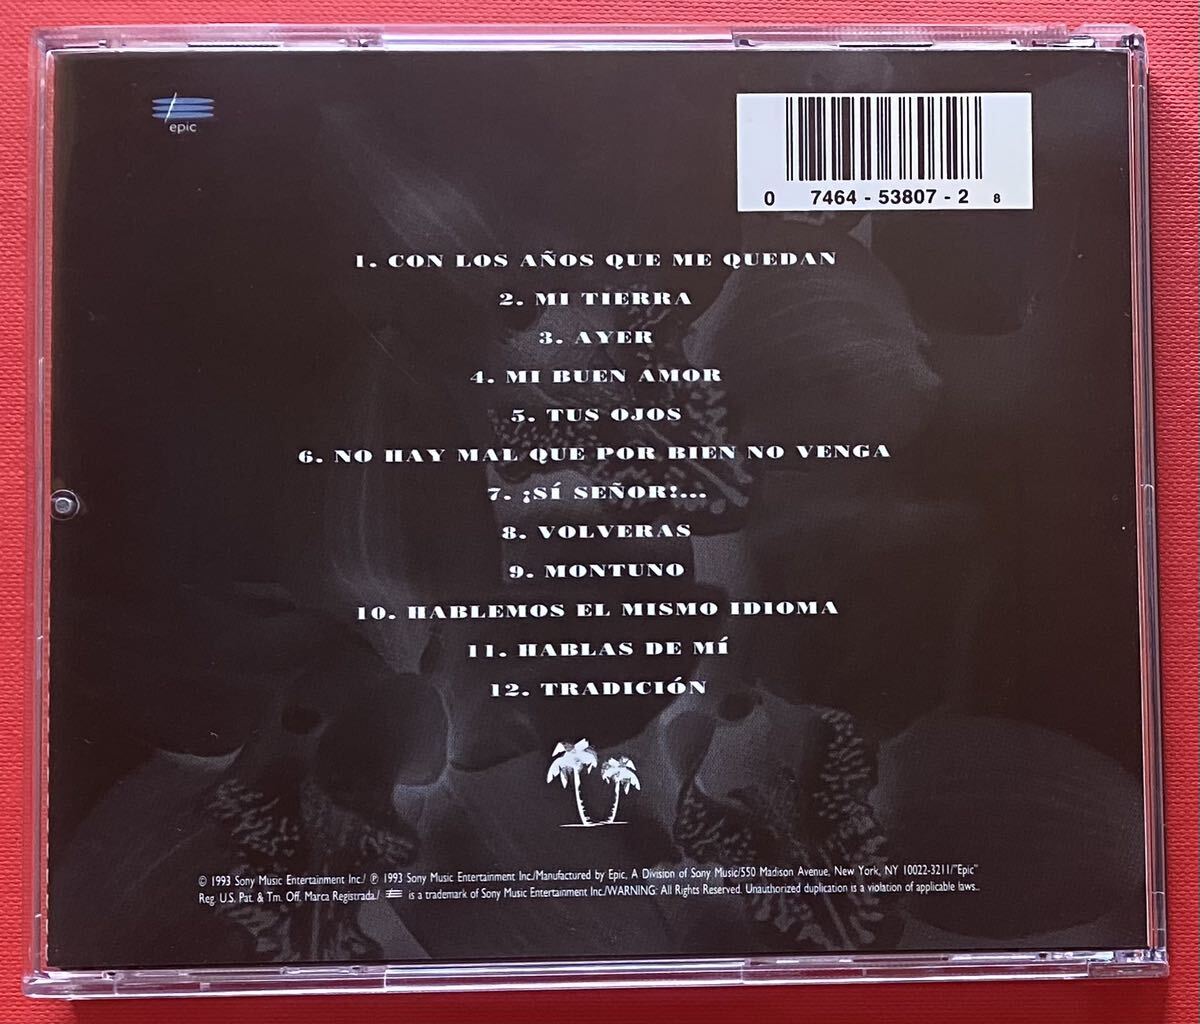 epic
0 7464 - 53807 - 2 8
1. CON LOS AÑOS QUE ME QUEDAN
2. MI TIERRA
3. AYER
4. MI BUEN AMOR
5. TUS OJOS
6. NO HAY MAL QUE POR BIEN NO VENGA
7. ¡SÍ SEÑOR!...
8. VOLVERAS
9. MONTUNO
10. HABLEMOS EL MISMO IDIOMA
11. HABLAS DE MÍ
12. TRADICIÓN
© 1993 Sony Music Entertainment Inc./ ℗ 1993 Sony Music Entertainment Inc./Manufactured by Epic, A Division of Sony Music/550 Madison Avenue, New York, NY 10022-3211/"Epic"
Reg. U.S. Pat. & Tm. Off. Marca Registrada./ is a trademark of Sony Music Entertainment Inc./WARNING: All Rights Reserved. Unauthorized duplication is a violation of applicable laws..